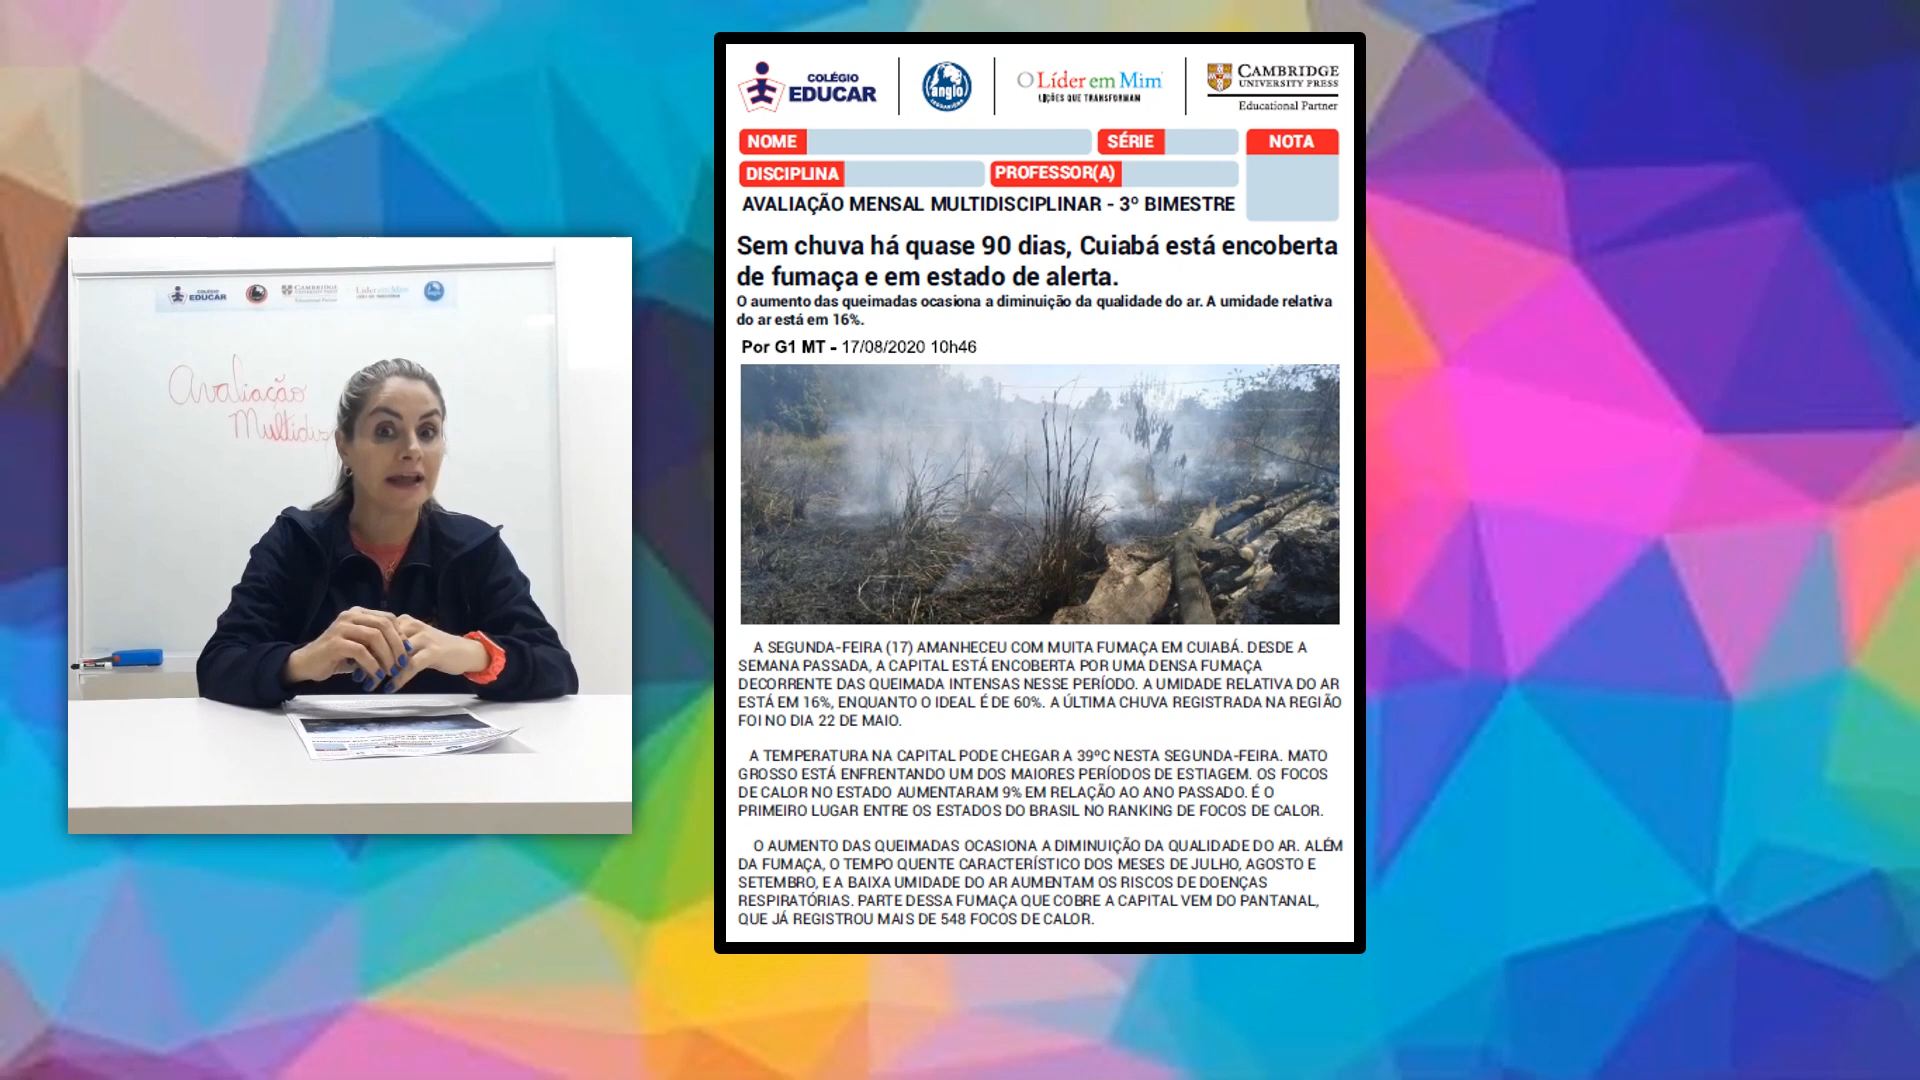 COLÉGIO
EDUCAR
CAMBRIDGE
Líder em Mim
Avaliação
Multidis
COLÉGIO
EDUCAR
anglo
JAGUARIÚNA
O Líder em Mim
LIÇÕES QUE TRANSFORMAM
CAMBRIDGE
UNIVERSITY PRESS
Educational Partner
NOME
SÉRIE
NOTA
DISCIPLINA
PROFESSOR(A)
AVALIAÇÃO MENSAL MULTIDISCIPLINAR - 3º BIMESTRE
Sem chuva há quase 90 dias, Cuiabá está encoberta
de fumaça e em estado de alerta.
O aumento das queimadas ocasiona a diminuição da qualidade do ar. A umidade relativa
do ar está em 16%.
Por G1 MT - 17/08/2020 10h46
A SEGUNDA-FEIRA (17) AMANHECEU COM MUITA FUMAÇA EM CUIABÁ. DESDE A
SEMANA PASSADA, A CAPITAL ESTÁ ENCOBERTA POR UMA DENSA FUMAÇA
DECORRENTE DAS QUEIMADA INTENSAS NESSE PERÍODO. A UMIDADE RELATIVA DO AR
ESTÁ EM 16%, ENQUANTO O IDEAL É DE 60%. A ÚLTIMA CHUVA REGISTRADA NA REGIÃO
FOI NO DIA 22 DE MAIO.
A TEMPERATURA NA CAPITAL PODE CHEGAR A 39ºC NESTA SEGUNDA-FEIRA. MATO
GROSSO ESTÁ ENFRENTANDO UM DOS MAIORES PERÍODOS DE ESTIAGEM. OS FOCOS
DE CALOR NO ESTADO AUMENTARAM 9% EM RELAÇÃO AO ANO PASSADO. É O
PRIMEIRO LUGAR ENTRE OS ESTADOS DO BRASIL NO RANKING DE FOCOS DE CALOR.
O AUMENTO DAS QUEIMADAS OCASIONA A DIMINUIÇÃO DA QUALIDADE DO AR. ALÉM
DA FUMAÇA, O TEMPO QUENTE CARACTERÍSTICO DOS MESES DE JULHO, AGOSTO E
SETEMBRO, E A BAIXA UMIDADE DO AR AUMENTAM OS RISCOS DE DOENÇAS
RESPIRATÓRIAS. PARTE DESSA FUMAÇA QUE COBRE A CAPITAL VEM DO PANTANAL,
QUE JÁ REGISTROU MAIS DE 548 FOCOS DE CALOR.